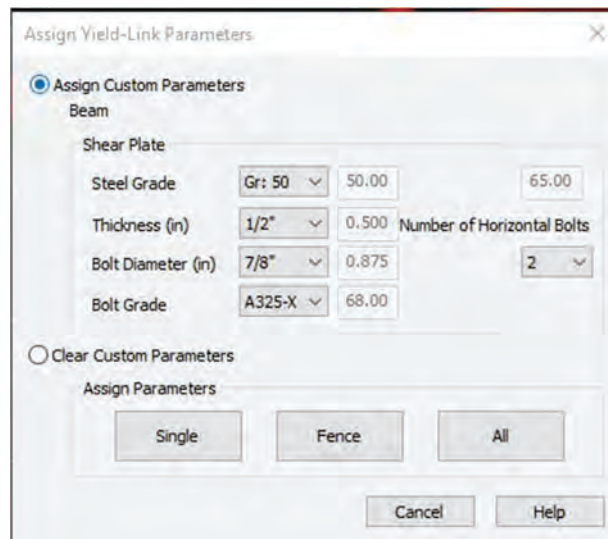 Assign Yield-Link Parameters
Assign Custom Parameters
Beam
Shear Plate
Steel Grade Gr: 50 50.00 65.00
Thickness (in) 1/2" 0.500 Number of Horizontal Bolts
Bolt Diameter (in) 7/8" 0.875 2
Bolt Grade A325-X 68.00
Clear Custom Parameters
Assign Parameters
Single Fence All
Cancel Help